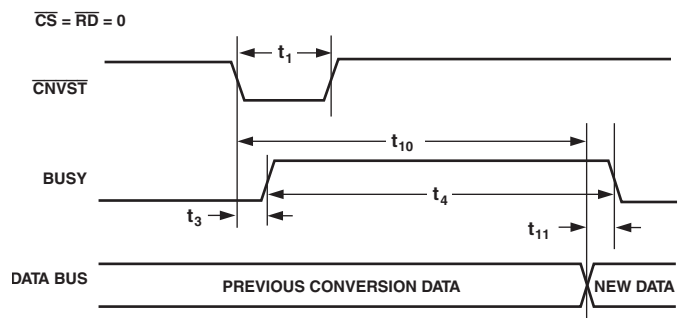 CS = RD = 0
t1
CNVST
t10
BUSY
t4
t3
t11
DATA BUS
PREVIOUS CONVERSION DATA
NEW DATA